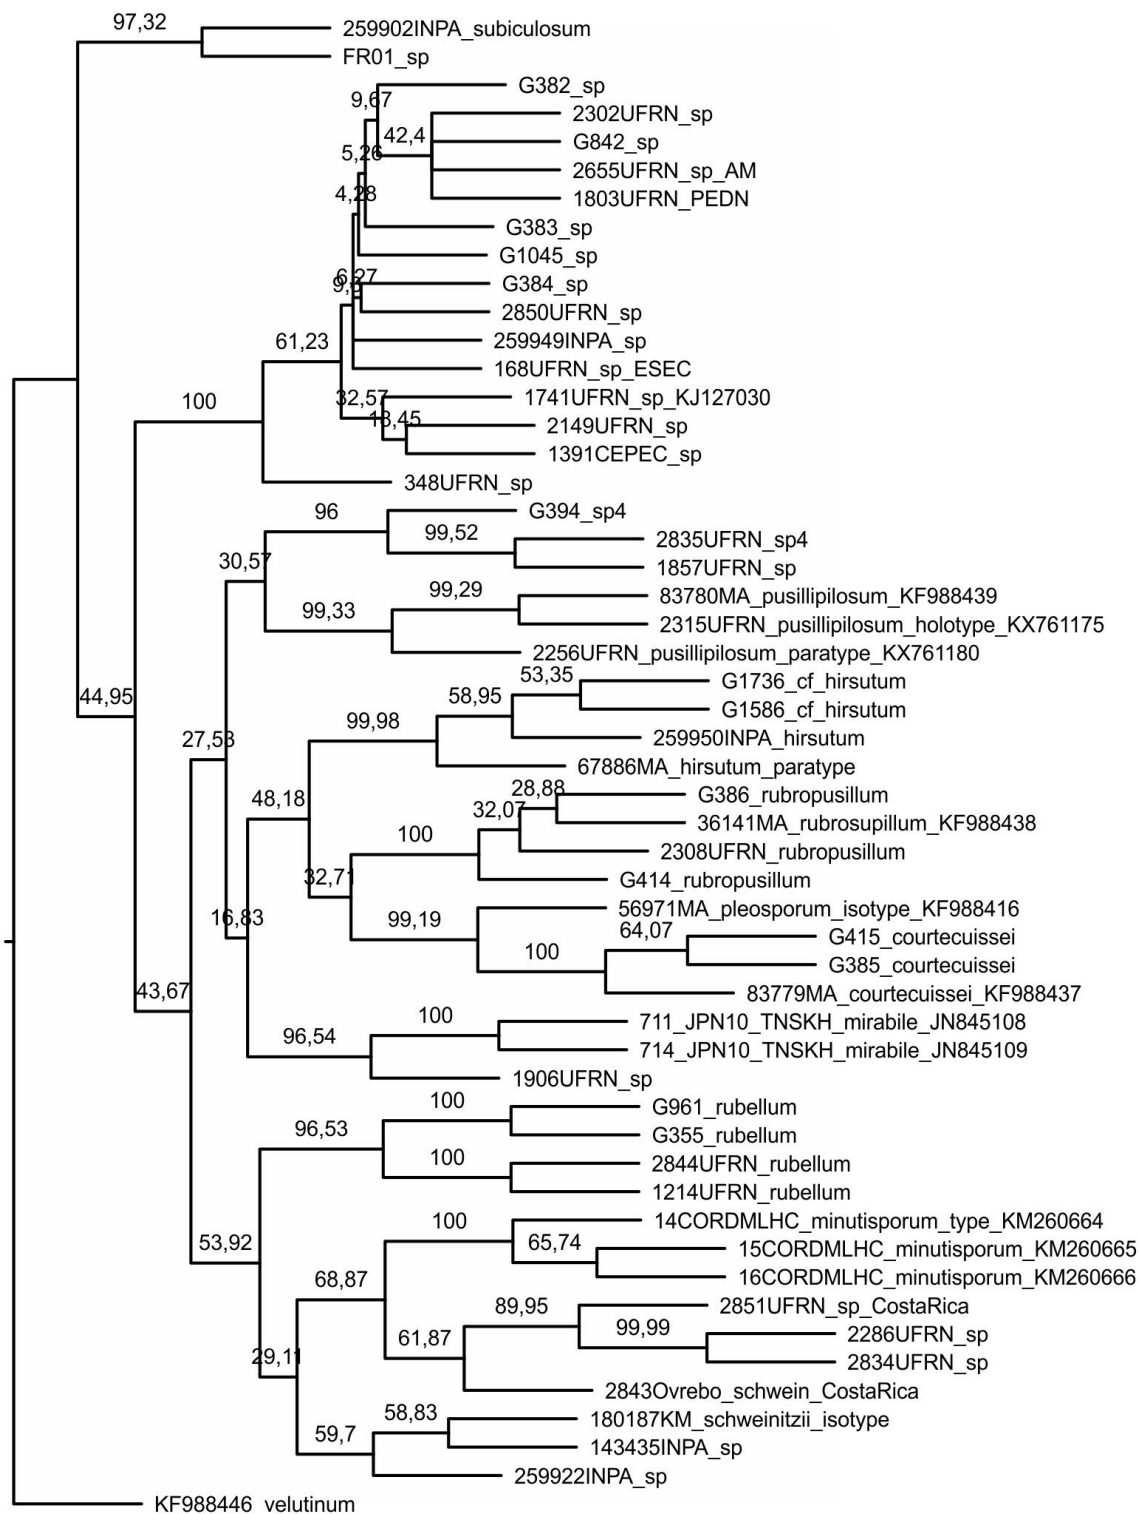 97,32
259902INPA_subiculosum
FR01_sp
G382_sp
9,67
2302UFRN_sp
42,4
G842_sp
5,26
2655UFRN_sp_AM
4,28
1803UFRN_PEDN
G383_sp
G1045_sp
6,27
G384_sp
2850UFRN_sp
61,23
259949INPA_sp
168UFRN_sp_ESEC
32,57
1741UFRN_sp_KJ127030
100
2149UFRN_sp
1391CEPEC_sp
348UFRN_sp
96
G394_sp4
99,52
2835UFRN_sp4
30,57
1857UFRN_sp
99,29
83780MA_pusillipilosum_KF988439
99,33
2315UFRN_pusillipilosum_holotype_KX761175
2256UFRN_pusillipilosum_paratype_KX761180
53,35
G1736_cf_hirsutum
58,95
G1586_cf_hirsutum
44,95
99,98
259950INPA_hirsutum
27,53
67886MA_hirsutum_paratype
28,88
G386_rubropusillum
48,18
32,07
36141MA_rubrosupillum_KF988438
100
2308UFRN_rubropusillum
32,71
G414_rubropusillum
16,83
99,19
56971MA_pleosporum_isotype_KF988416
64,07
G415_courtecuissei
100
G385_courtecuissei
43,67
83779MA_courtecuissei_KF988437
100
711_JPN10_TNSKH_mirabile_JN845108
96,54
714_JPN10_TNSKH_mirabile_JN845109
1906UFRN_sp
100
G961_rubellum
96,53
G355_rubellum
100
2844UFRN_rubellum
1214UFRN_rubellum
100
14CORDMLHC_minutisporum_type_KM260664
53,92
65,74
15CORDMLHC_minutisporum_KM260665
68,87
16CORDMLHC_minutisporum_KM260666
89,95
2851UFRN_sp_CostaRica
99,99
2286UFRN_sp
61,87
29,11
2834UFRN_sp
2843Ovrebo_schwein_CostaRica
58,83
180187KM_schweinitzii_isotype
59,7
143435INPA_sp
259922INPA_sp
KF988446_velutinum